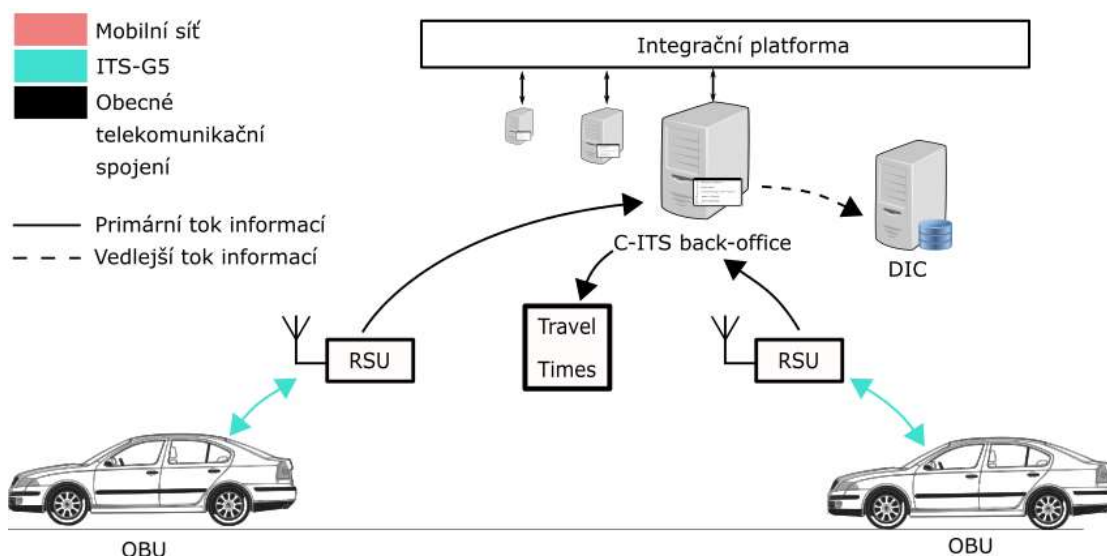 Mobilní síť
ITS-G5
Obecné
telekomunikační
spojení
Primární tok informací
Vedlejší tok informací
Integrační platforma
C-ITS back-office
DIC
Travel
Times
RSU
RSU
OBU
OBU